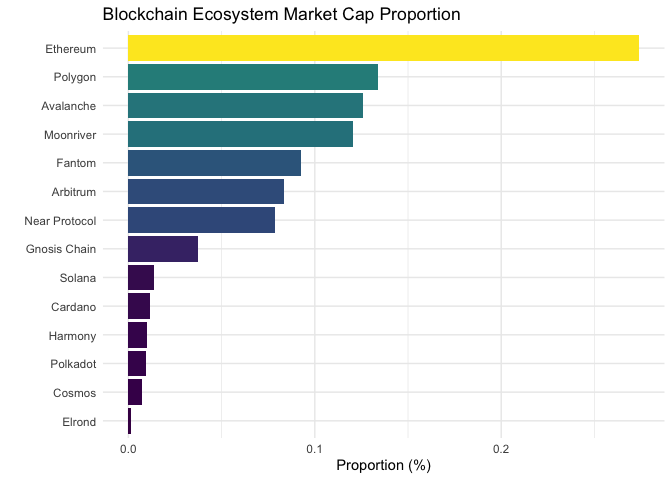 Blockchain Ecosystem Market Cap Proportion
Ethereum
Polygon
Avalanche
Moonriver
Fantom
Arbitrum
Near Protocol
Gnosis Chain
Solana
Cardano
Harmony
Polkadot
Cosmos
Elrond
0.0 0.1 0.2
Proportion (%)